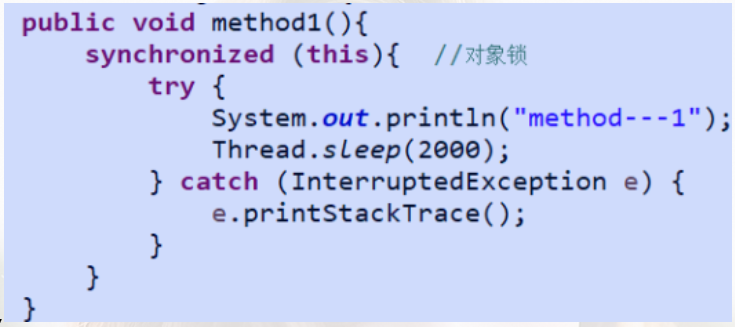 public void method1(){
synchronized (this){ //对象锁
try {
System.out.println("method---1");
Thread.sleep(2000);
} catch (InterruptedException e) {
e.printStackTrace();
}
}
}